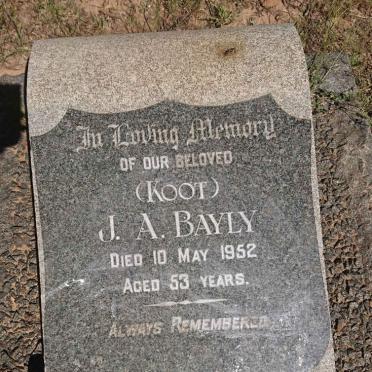 In Loving Memory
OF OUR BELOVED
(KOOT)
J. A. BAYLY
DIED 10 MAY 1952
AGED 53 YEARS.
ALWAYS REMEMBERED